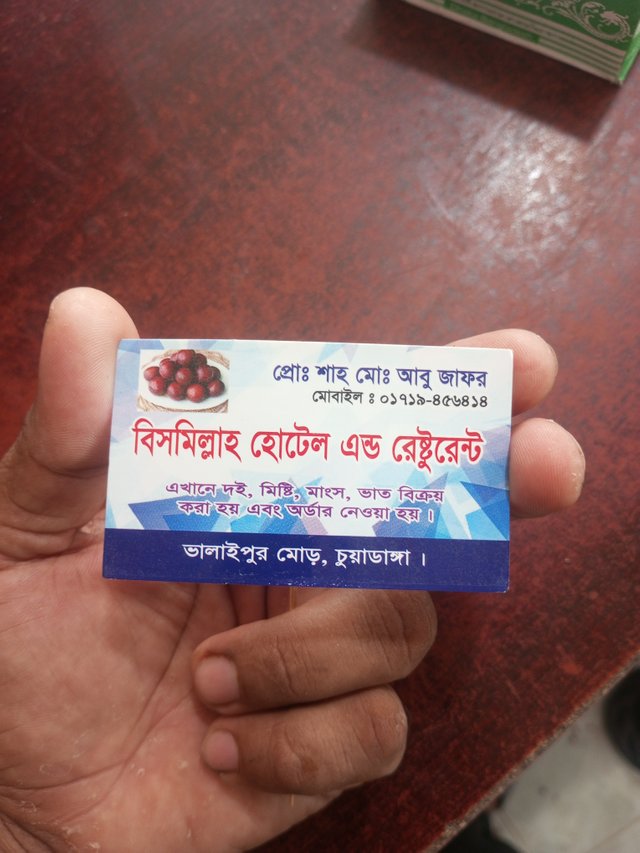 প্রোঃ শাহ মোঃ আবু জাফর
মোবাইল ঃ ০১৭১৯-৪৫৬৪১৪
বিসমিল্লাহ হোটেল এন্ড রেষ্টুরেন্ট
এখানে দই, মিষ্টি, মাংস, ভাত বিক্রয়
করা হয় এবং অর্ডার নেওয়া হয় ।
ভালাইপুর মোড়, চুয়াডাঙ্গা ।